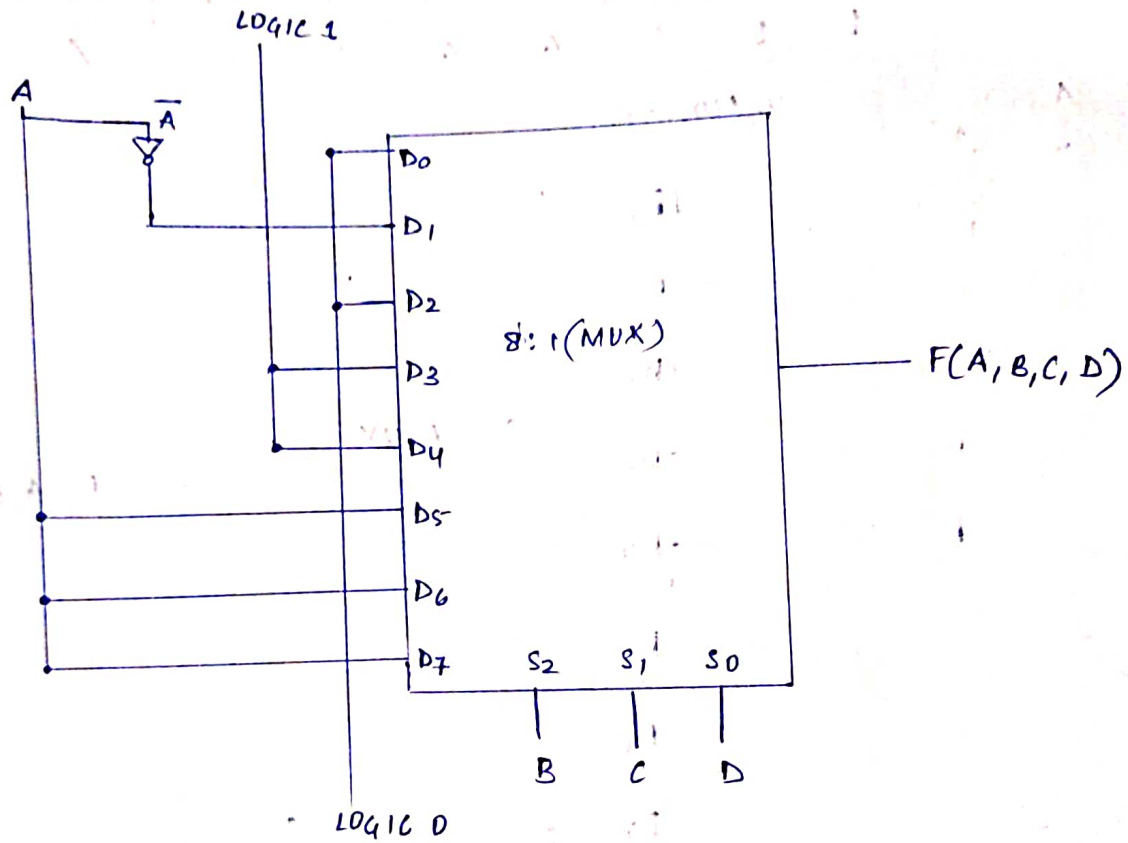 LOGIC 1
A
A̅
D0
D1
D2
8:1(MUX)
D3
F(A,B,C,D)
D4
D5
D6
D7
S2 S1 S0
B C D
LOGIC 0